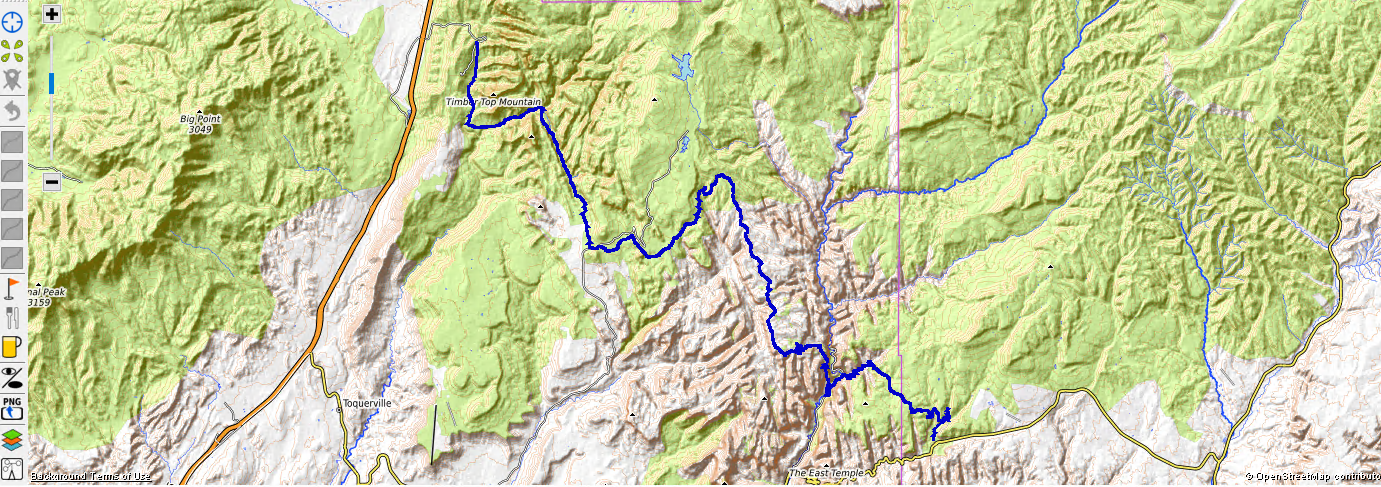 Timber Top Mountain
Big Point
3049
nal Peak
3159
Toquerville
PNG
The East Temple
Background Terms of Use
© OpenStreetMap contributo